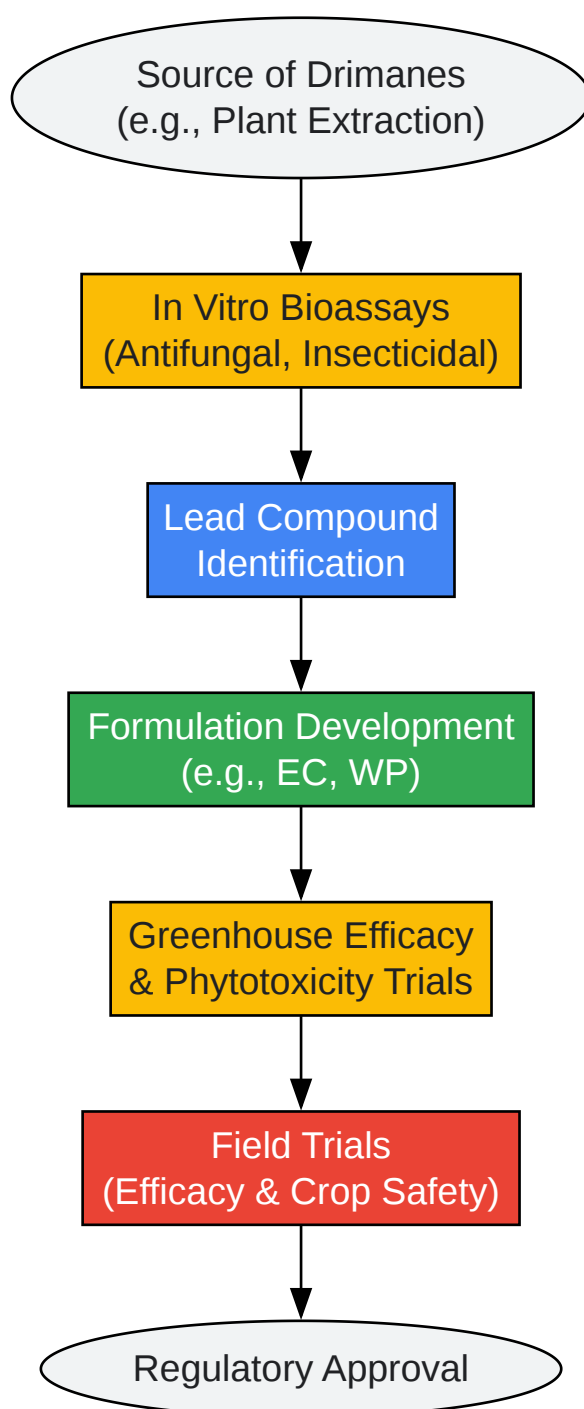 Source of Drimanes
(e.g., Plant Extraction)
In Vitro Bioassays
(Antifungal, Insecticidal)
Lead Compound
Identification
Formulation Development
(e.g., EC, WP)
Greenhouse Efficacy
& Phytotoxicity Trials
Field Trials
(Efficacy & Crop Safety)
Regulatory Approval